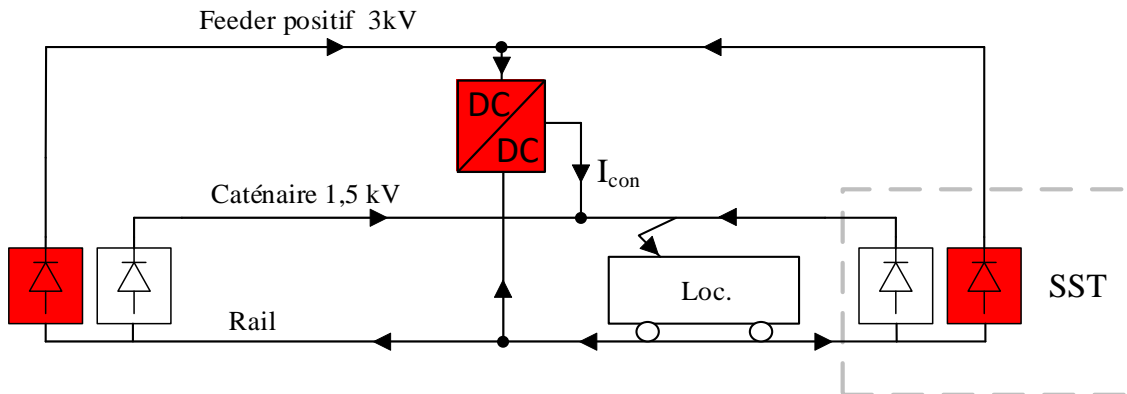 Feeder positif 3kV
DC
DC
I_con
Caténaire 1,5 kV
Loc.
SST
Rail